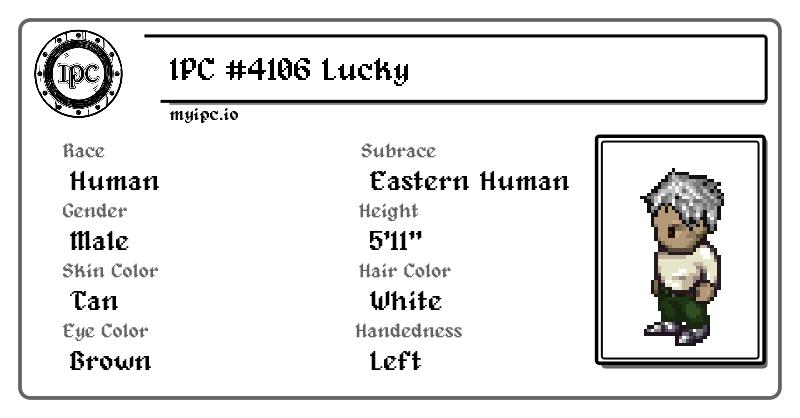 IPC
IPC #4106 Lucky
myipc.io
Race
Subrace
Human
Eastern Human
Gender
Height
Male
5'11"
Skin Color
Hair Color
Tan
White
Eye Color
Handedness
Brown
Left